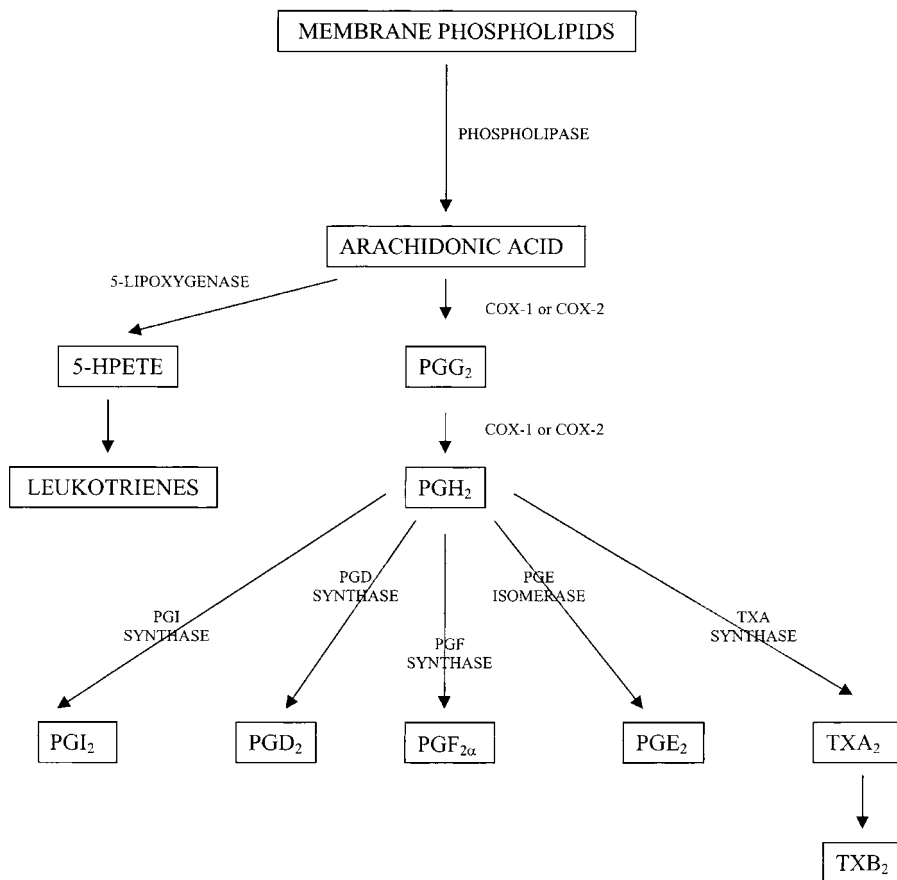 MEMBRANE PHOSPHOLIPIDS
PHOSPHOLIPASE
ARACHIDONIC ACID
5-LIPOXYGENASE
COX-1 or COX-2
5-HPETE
PGG₂
COX-1 or COX-2
LEUKOTRIENES
PGH₂
PGI
SYNTHASE
PGD
SYNTHASE
PGF
SYNTHASE
PGE
ISOMERASE
TXA
SYNTHASE
PGI₂
PGD₂
PGF₂α
PGE₂
TXA₂
TXB₂